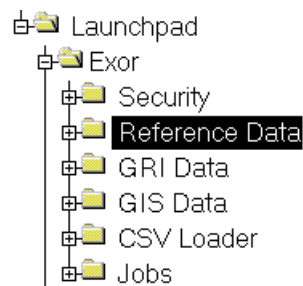 Launchpad
Exor
Security
Reference Data
GRI Data
GIS Data
CSV Loader
Jobs